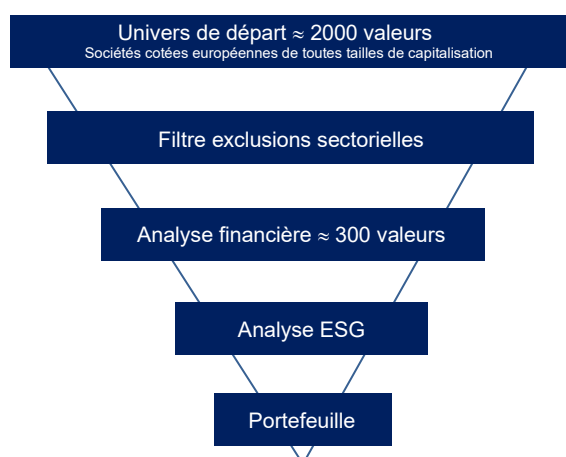 Univers de départ ≈ 2000 valeurs
Sociétés cotées européennes de toutes tailles de capitalisation
Filtre exclusions sectorielles
Analyse financière ≈ 300 valeurs
Analyse ESG
Portefeuille